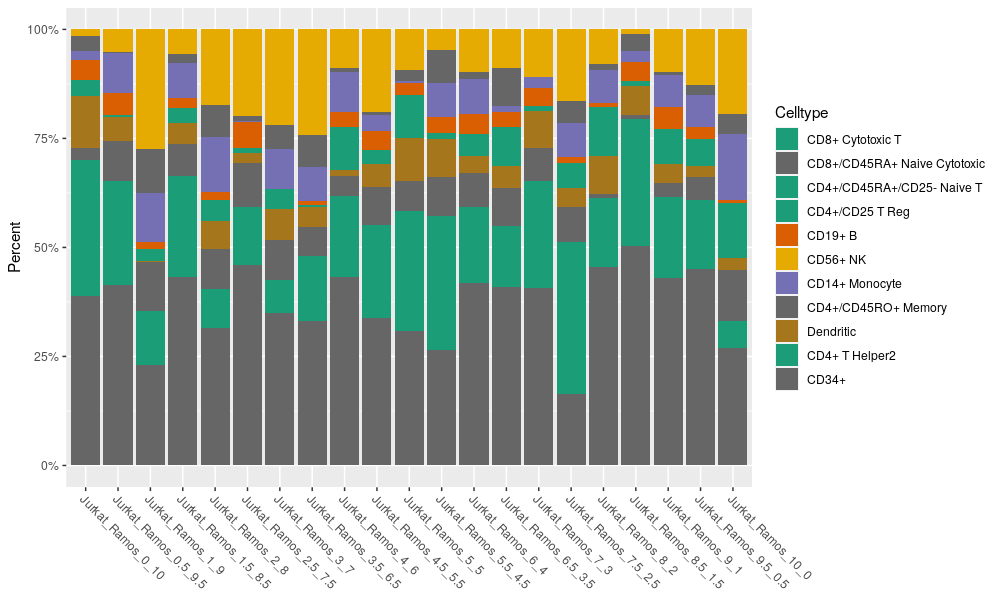 100%
75%
50%
25%
0%
Percent
Jurkat_Ramos_0_10
Jurkat_Ramos_0.5_9.5
Jurkat_Ramos_1_9
Jurkat_Ramos_1.5_8.5
Jurkat_Ramos_2_8
Jurkat_Ramos_2.5_7.5
Jurkat_Ramos_3_7
Jurkat_Ramos_3.5_6.5
Jurkat_Ramos_4_6
Jurkat_Ramos_4.5_5.5
Jurkat_Ramos_5_5
Jurkat_Ramos_5.5_4.5
Jurkat_Ramos_6_4
Jurkat_Ramos_6.5_3.5
Jurkat_Ramos_7_3
Jurkat_Ramos_7.5_2.5
Jurkat_Ramos_8_2
Jurkat_Ramos_8.5_1.5
Jurkat_Ramos_9_1
Jurkat_Ramos_9.5_0.5
Jurkat_Ramos_10_0
Celltype
CD8+ Cytotoxic T
CD8+/CD45RA+ Naive Cytotoxic
CD4+/CD45RA+/CD25- Naive T
CD4+/CD25 T Reg
CD19+ B
CD56+ NK
CD14+ Monocyte
CD4+/CD45RO+ Memory
Dendritic
CD4+ T Helper2
CD34+